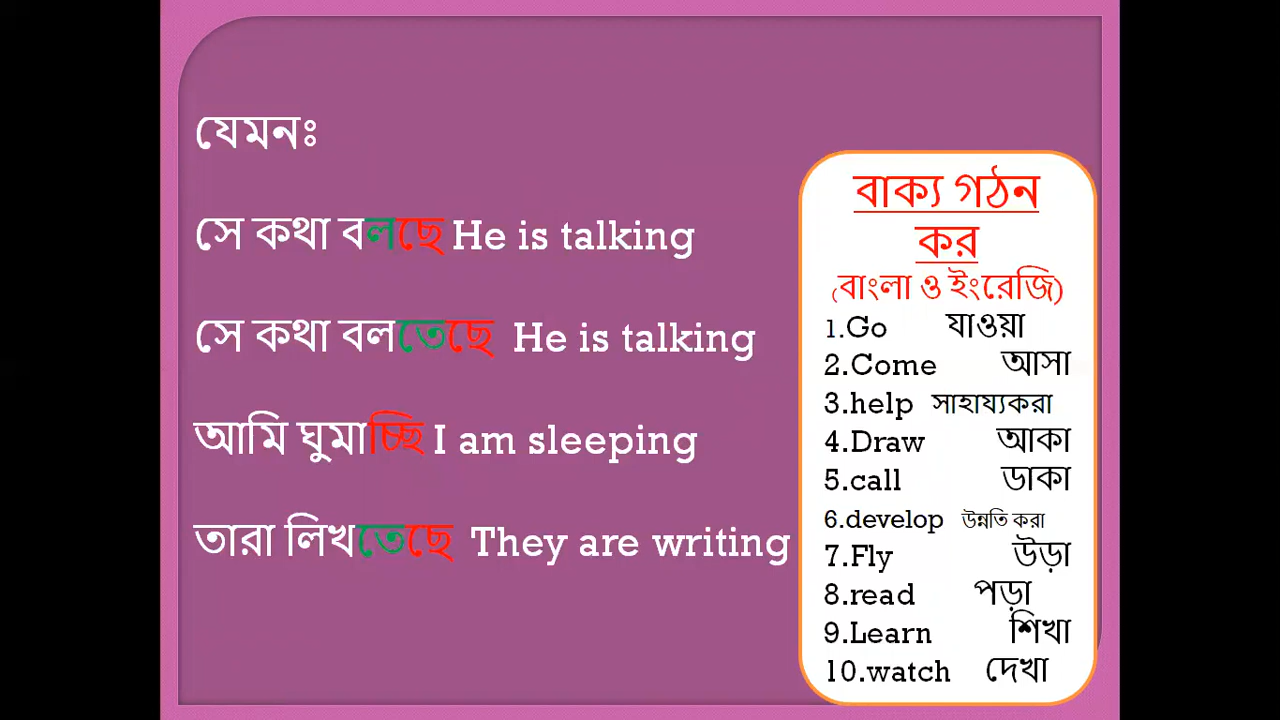 যেমনঃ
সে কথা বলছে He is talking
সে কথা বলতেছে He is talking
আমি ঘুমাচ্ছি I am sleeping
তারা লিখতেছে They are writing
বাক্য গঠন
কর
(বাংলা ও ইংরেজি)
1.Go যাওয়া
2.Come আসা
3.help সাহায্যকরা
4.Draw আকা
5.call ডাকা
6.develop উন্নতি করা
7.Fly উড়া
8.read পড়া
9.Learn শিখা
10.watch দেখা